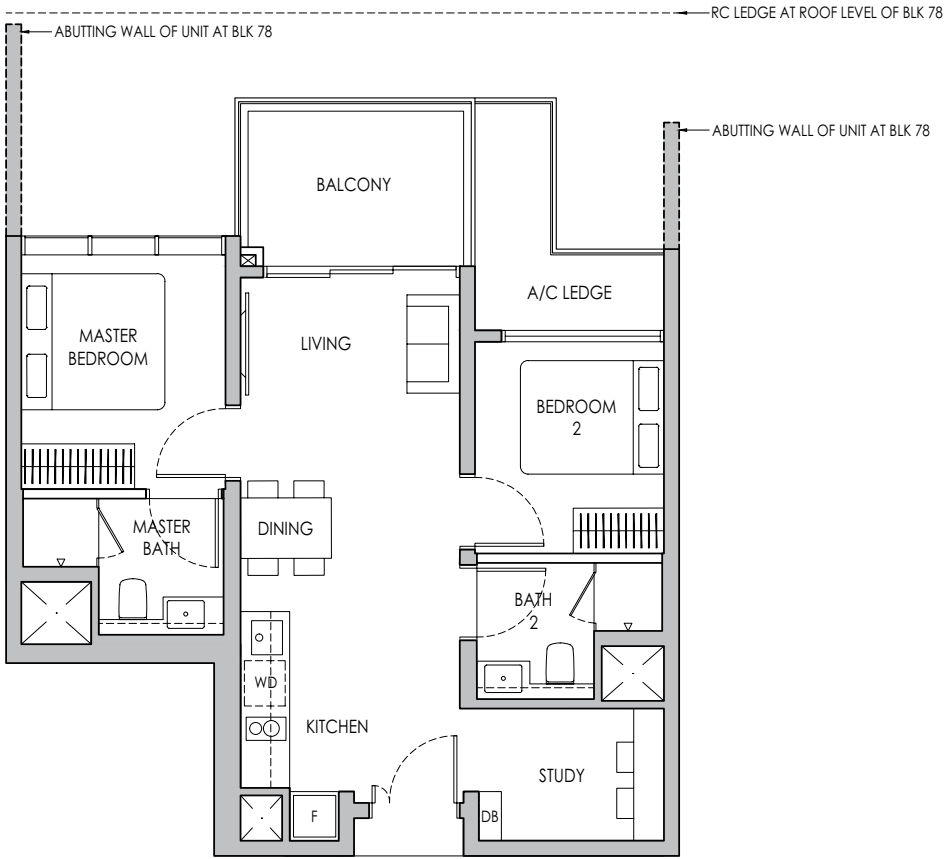 RC LEDGE AT ROOF LEVEL OF BLK 78
ABUTTING WALL OF UNIT AT BLK 78
ABUTTING WALL OF UNIT AT BLK 78
BALCONY
A/C LEDGE
MASTER
BEDROOM
LIVING
BEDROOM
2
MASTER
BATH
DINING
BATH
2
WD
KITCHEN
STUDY
F
DB